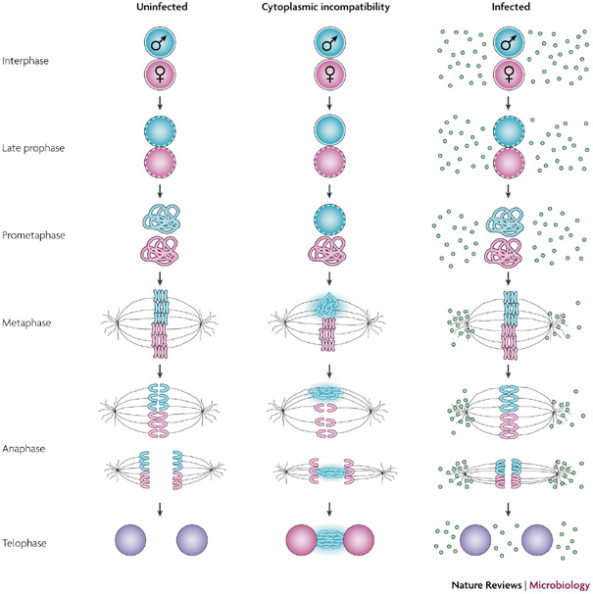 Uninfected
Cytoplasmic incompatibility
Infected
Interphase
♂
♂
♂
♀
♀
♀
Late prophase
Prometaphase
Metaphase
Anaphase
Telophase
Nature Reviews | Microbiology